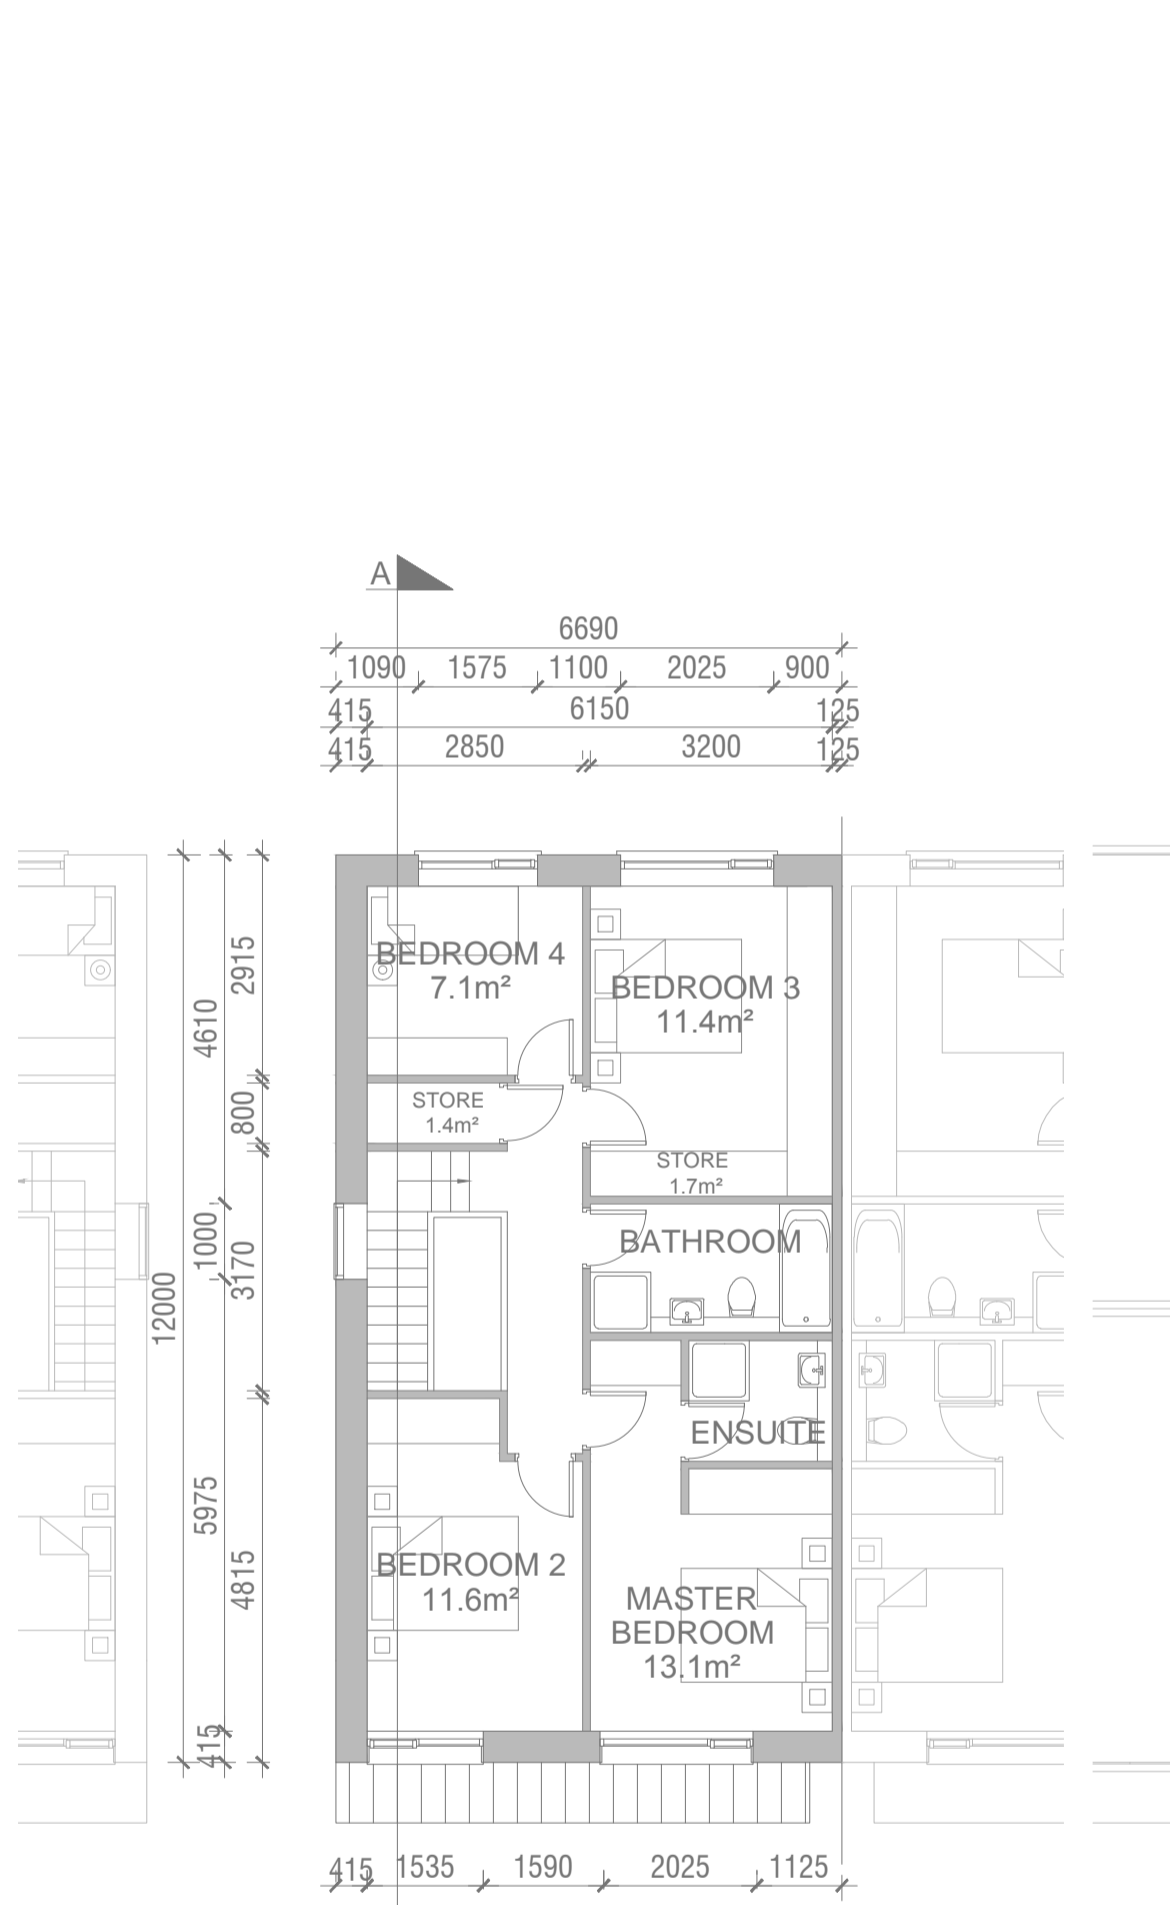 A
6690
1090 1575 1100 2025 900
415 6150 125
415 2850 3200 125
BEDROOM 4
7.1m²
BEDROOM 3
11.4m²
2915
4610
800
STORE
1.4m²
STORE
1.7m²
1000
3170
12000
BATHROOM
ENSUITE
5975
4815
BEDROOM 2
11.6m²
MASTER
BEDROOM
13.1m²
415
415 1535 1590 2025 1125